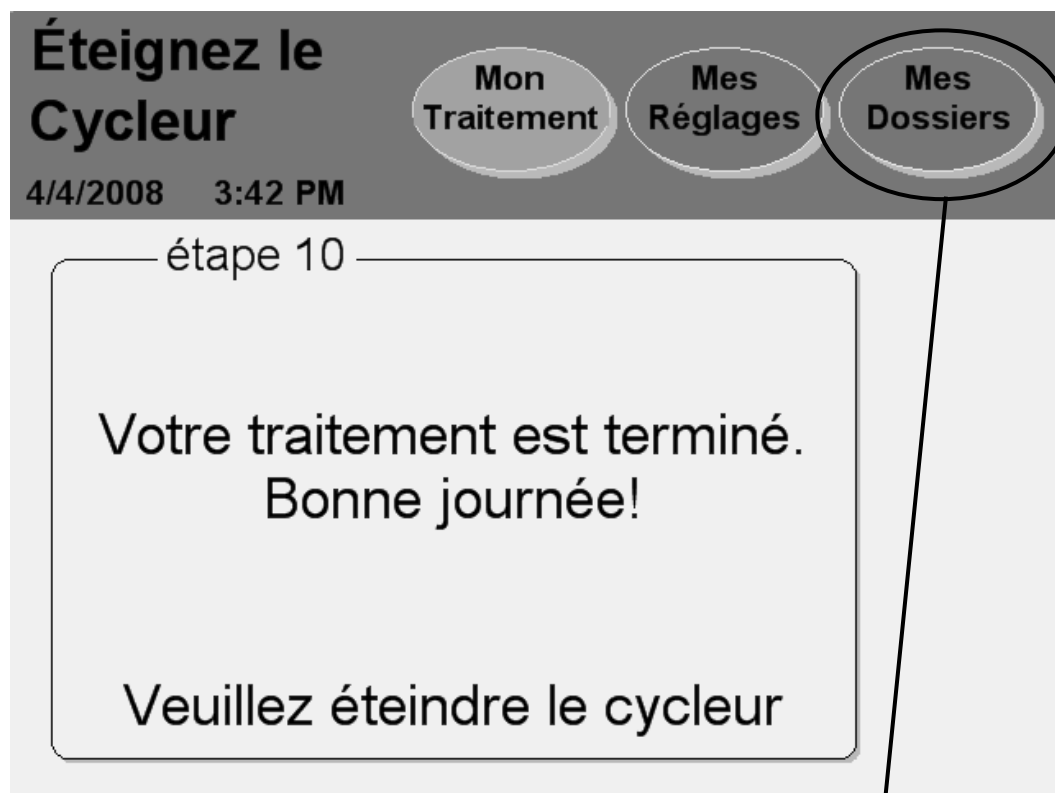 Éteignez le
Cycleur
4/4/2008 3:42 PM
Mon
Traitement
Mes
Réglages
Mes
Dossiers
étape 10
Votre traitement est terminé.
Bonne journée!
Veuillez éteindre le cycleur